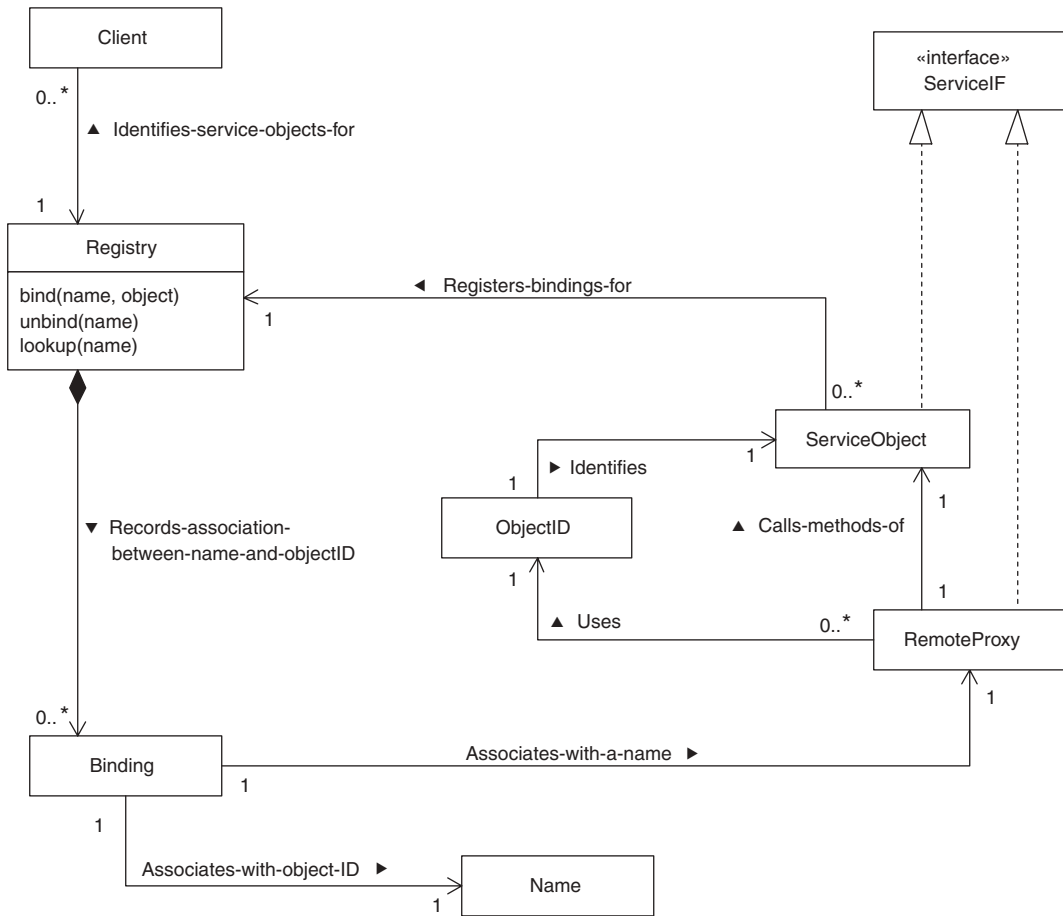 Client
«interface»
ServiceIF
0..*
▲ Identifies-service-objects-for
1
Registry
bind(name, object)
unbind(name)
lookup(name)
◄ Registers-bindings-for
1
0..*
ServiceObject
1
► Identifies
1
ObjectID
1
1
▲ Calls-methods-of
1
▼ Records-association-
between-name-and-objectID
▲ Uses
0..*
RemoteProxy
1
0..*
Binding
Associates-with-a-name ►
1
1
Associates-with-object-ID ►
1
Name